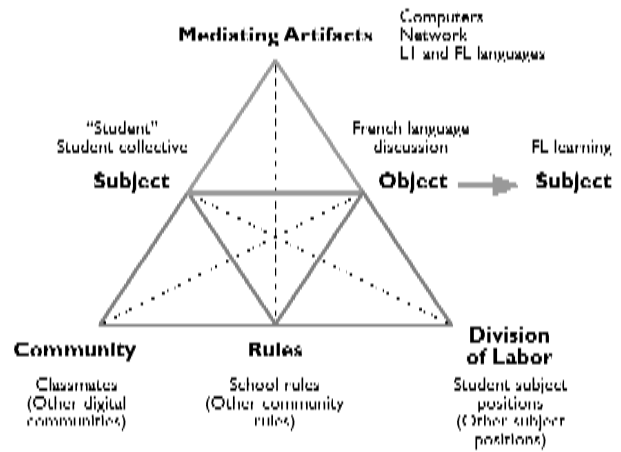 Mediating Artifacts
Computers
Network
L1 and FL languages
"Student"
Student collective
Subject
French language
discussion
Object
FL learning
Subject
Community
Classmates
(Other digital
communities)
Rules
School rules
(Other community
rules)
Division
of Labor
Student subject
positions
(Other subject
positions)